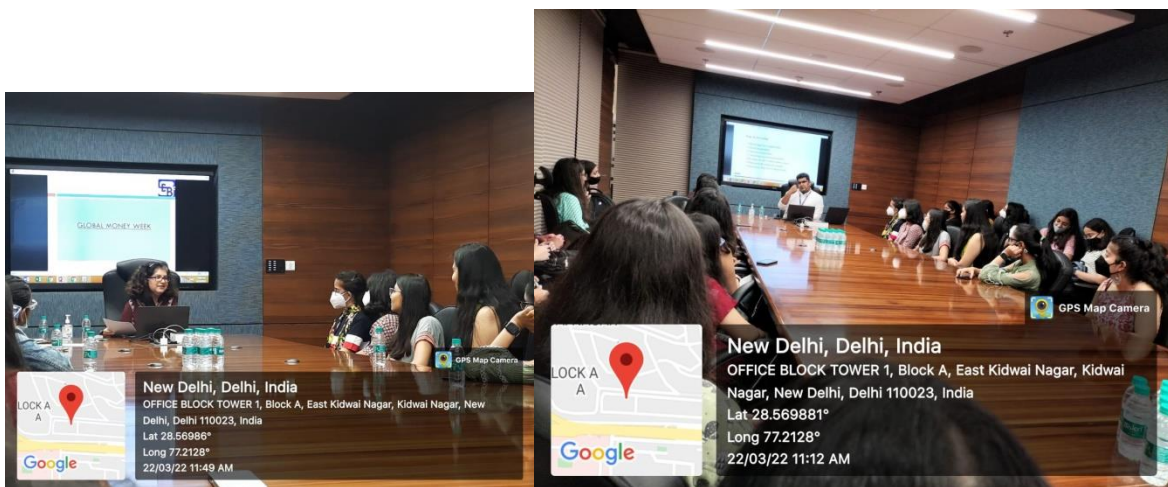 GLOBAL MONEY WEEK
GPS Map Camera
New Delhi, Delhi, India
OFFICE BLOCK TOWER 1, Block A, East Kidwai Nagar, Kidwai Nagar, New
Delhi, Delhi 110023, India
Lat 28.56986°
Long 77.2128°
22/03/22 11:49 AM
LOCK A
A
Google
GPS Map Camera
New Delhi, Delhi, India
OFFICE BLOCK TOWER 1, Block A, East Kidwai Nagar, Kidwai
Nagar, New Delhi, Delhi 110023, India
Lat 28.569881°
Long 77.2128°
22/03/22 11:12 AM
LOCK A
A
Google